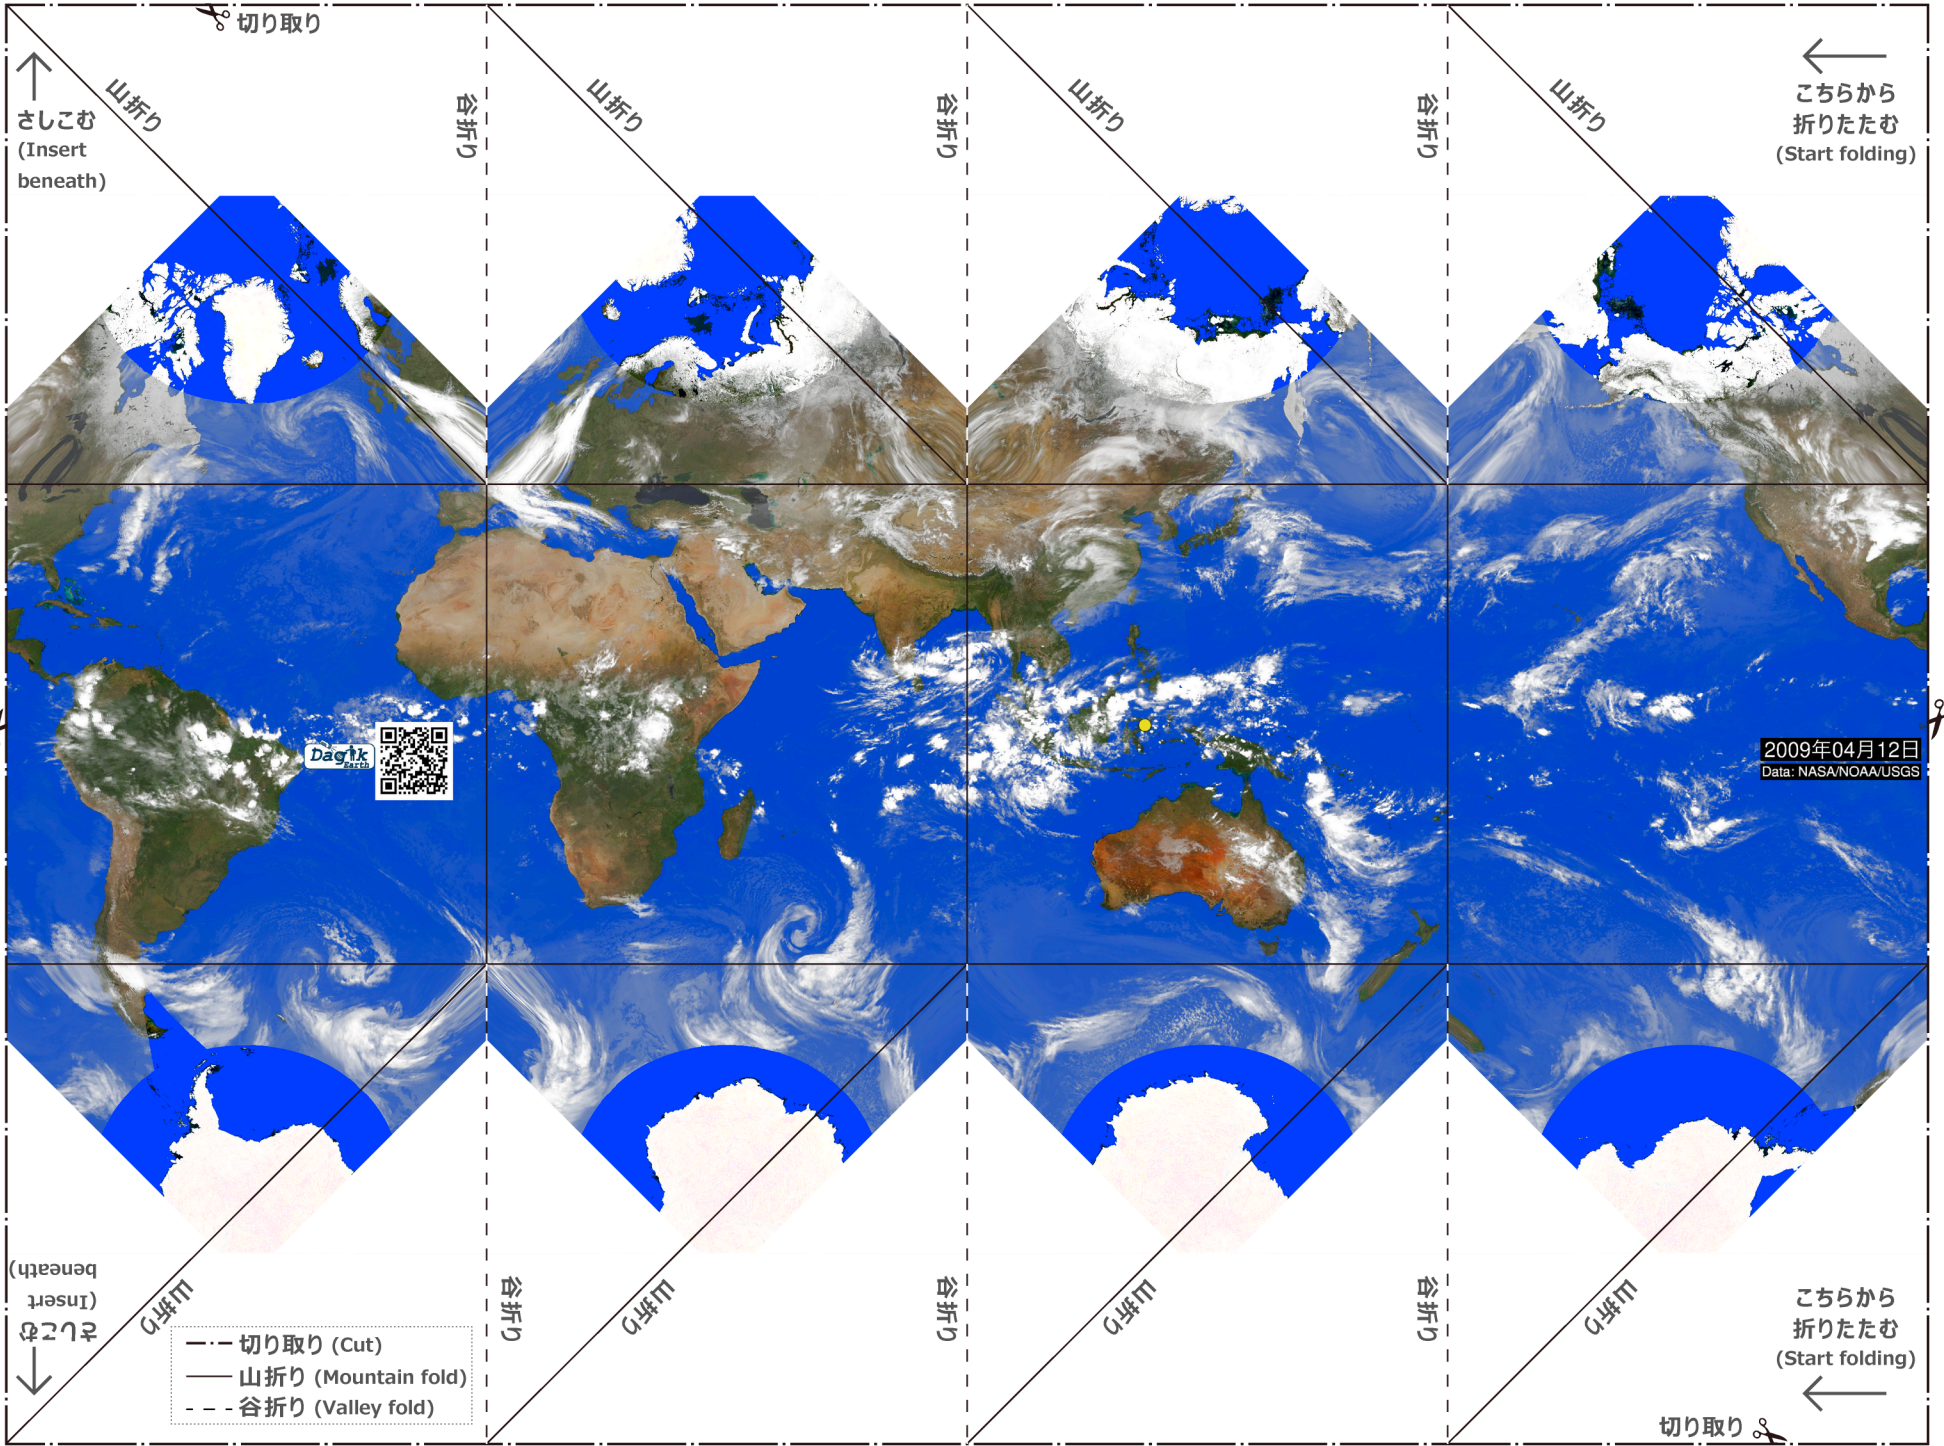 切り取り
山折り
谷折り
山折り
谷折り
山折り
谷折り
山折り
さしこむ
(Insert
beneath)
こちらから
折りたたむ
(Start folding)
Dagik
Earth
2009年04月12日
Data: NASA/NOAA/USGS
さしこむ
(Insert
beneath)
山折り
谷折り
山折り
谷折り
山折り
谷折り
山折り
切り取り (Cut)
山折り (Mountain fold)
谷折り (Valley fold)
こちらから
折りたたむ
(Start folding)
切り取り